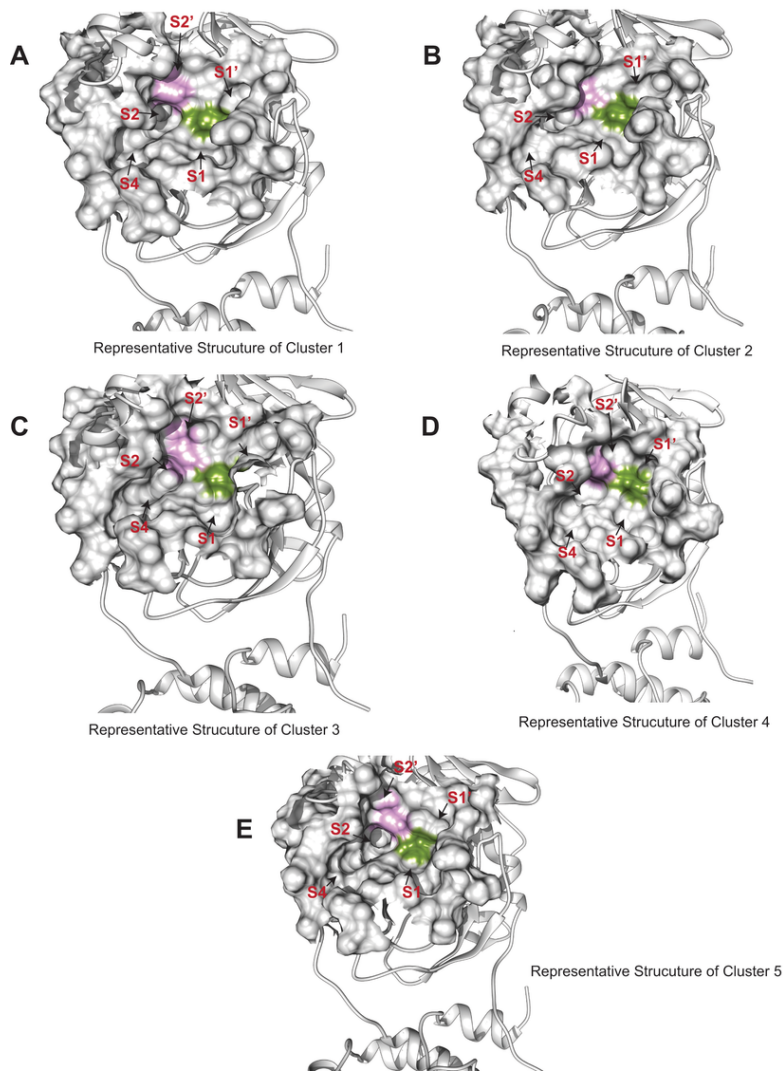 A
S2'
S1'
S2
S4
S1
Representative Strucuture of Cluster 1
B
S1'
S2
S4
S1
Representative Strucuture of Cluster 2
C
S2'
S1'
S2
S4
S1
Representative Strucuture of Cluster 3
D
S2'
S1'
S2
S4
S1
Representative Strucuture of Cluster 4
E
S2'
S1'
S2
S4
S1
Representative Strucuture of Cluster 5